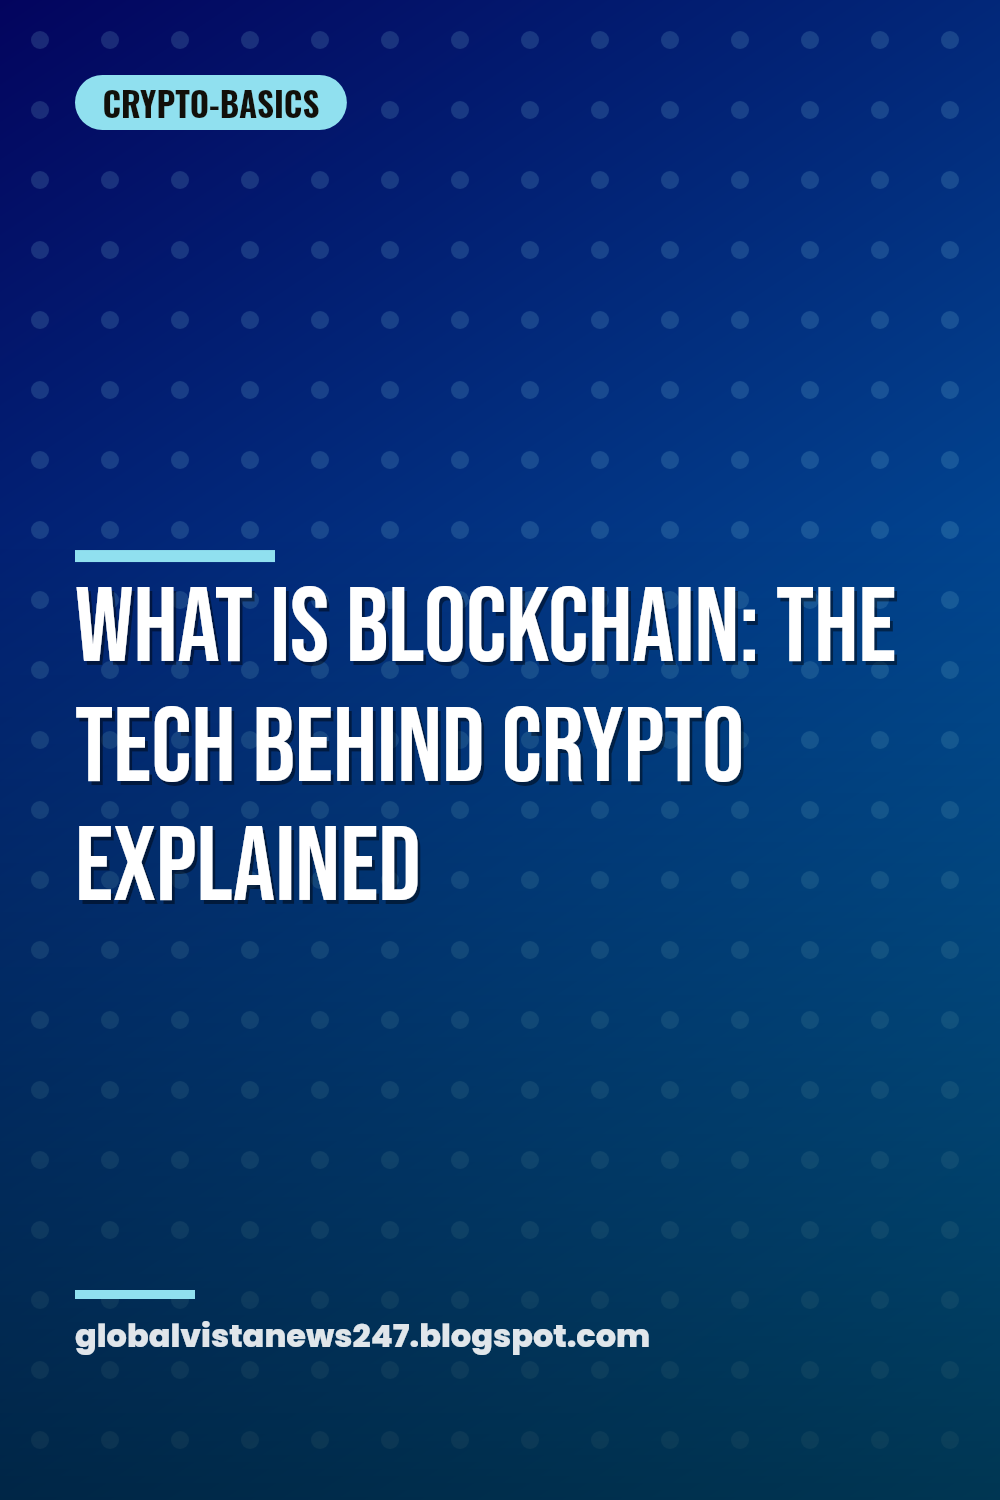 CRYPTO-BASICS
WHAT IS BLOCKCHAIN: THE
TECH BEHIND CRYPTO
EXPLAINED
globalvistanews247.blogspot.com